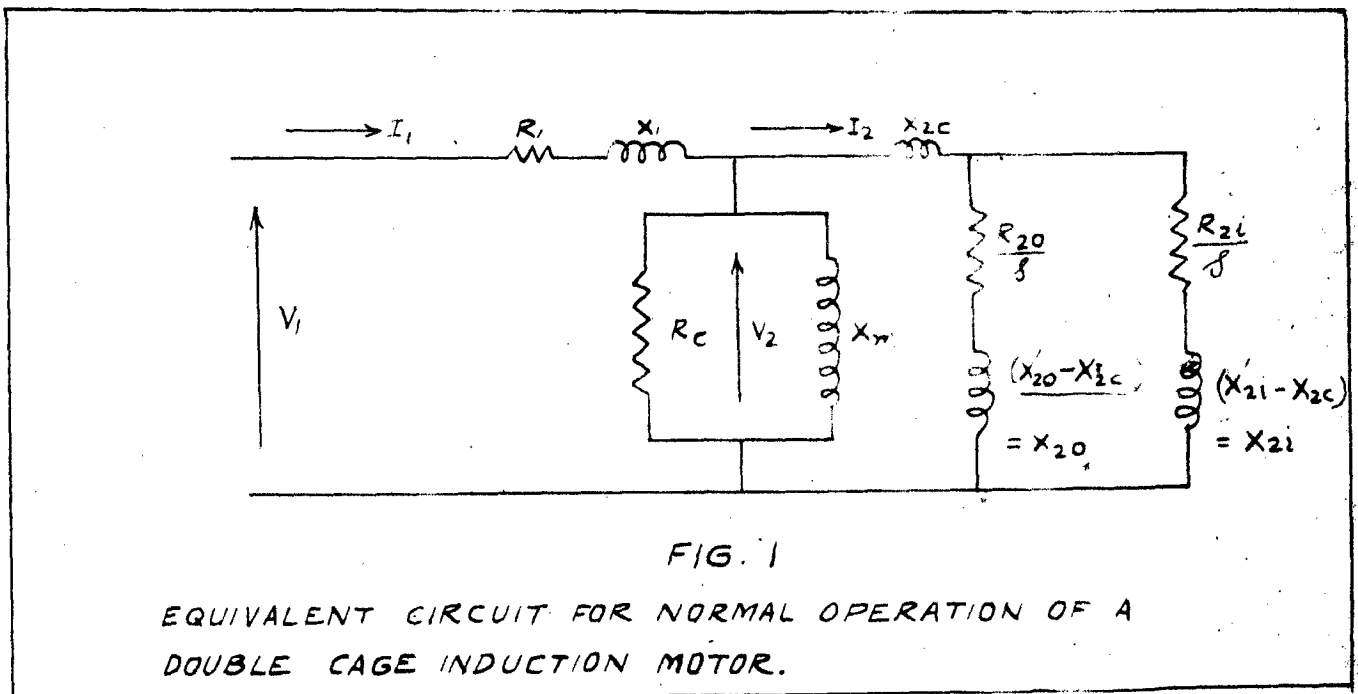 I₁ R₁ X₁ I₂ X₂c
V₁
Rc V₂ Xm
R₂₀/s
R₂i/s
(X'₂₀-X'₂c)
= X₂₀
(X'₂i-X₂c)
= X₂i
FIG. 1
EQUIVALENT CIRCUIT FOR NORMAL OPERATION OF A
DOUBLE CAGE INDUCTION MOTOR.